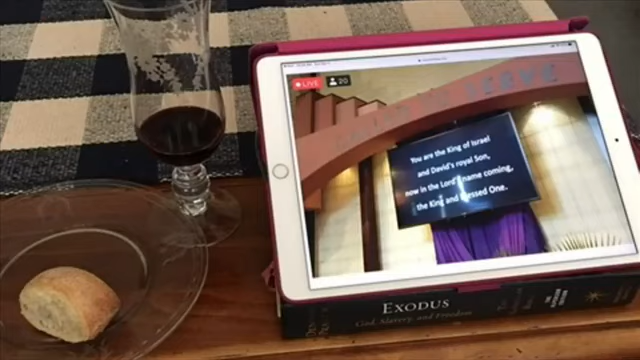 LIVE 20
SERVE
You are the King of Israel
and David's royal Son,
now in the Lord's name coming,
the King and Blessed One.
EXODUS
God, Slavery, and Freedom